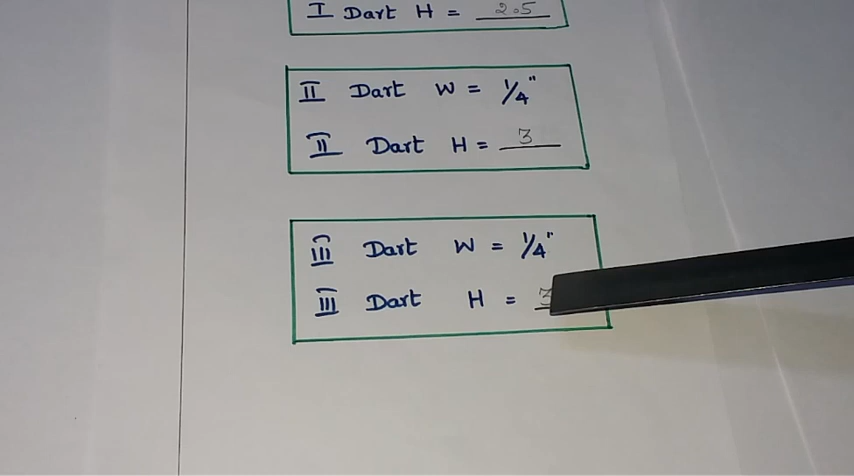 I Dart H = 2.5
II Dart W = 1/4"
II Dart H = 3
III Dart W = 1/4"
III Dart H =